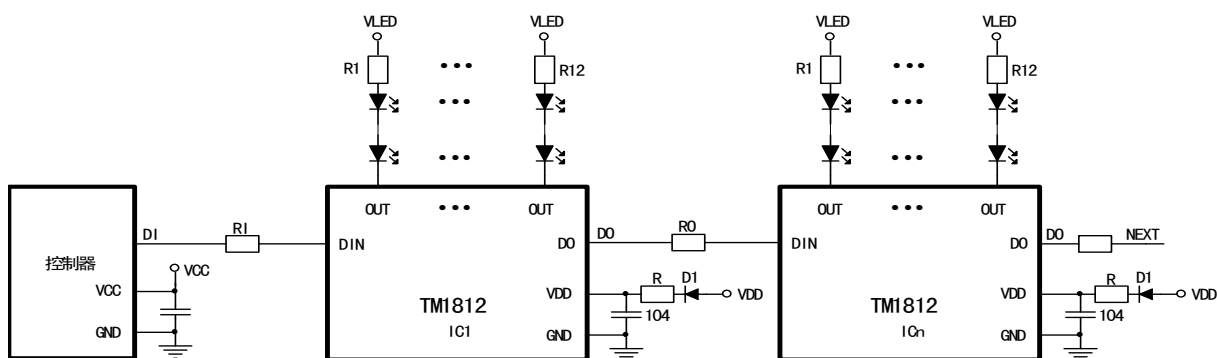 VLED VLED VLED VLED
R1 ••• R12 R1 ••• R12
••• •••
••• •••
OUT ••• OUT OUT ••• OUT
DI RI DIN DO DO RO DIN DO DO NEXT
控制器
VCC
VCC VDD R D1 VDD VDD R D1 VDD
TM1812 104 TM1812 104
GND IC1 GND ICn GND